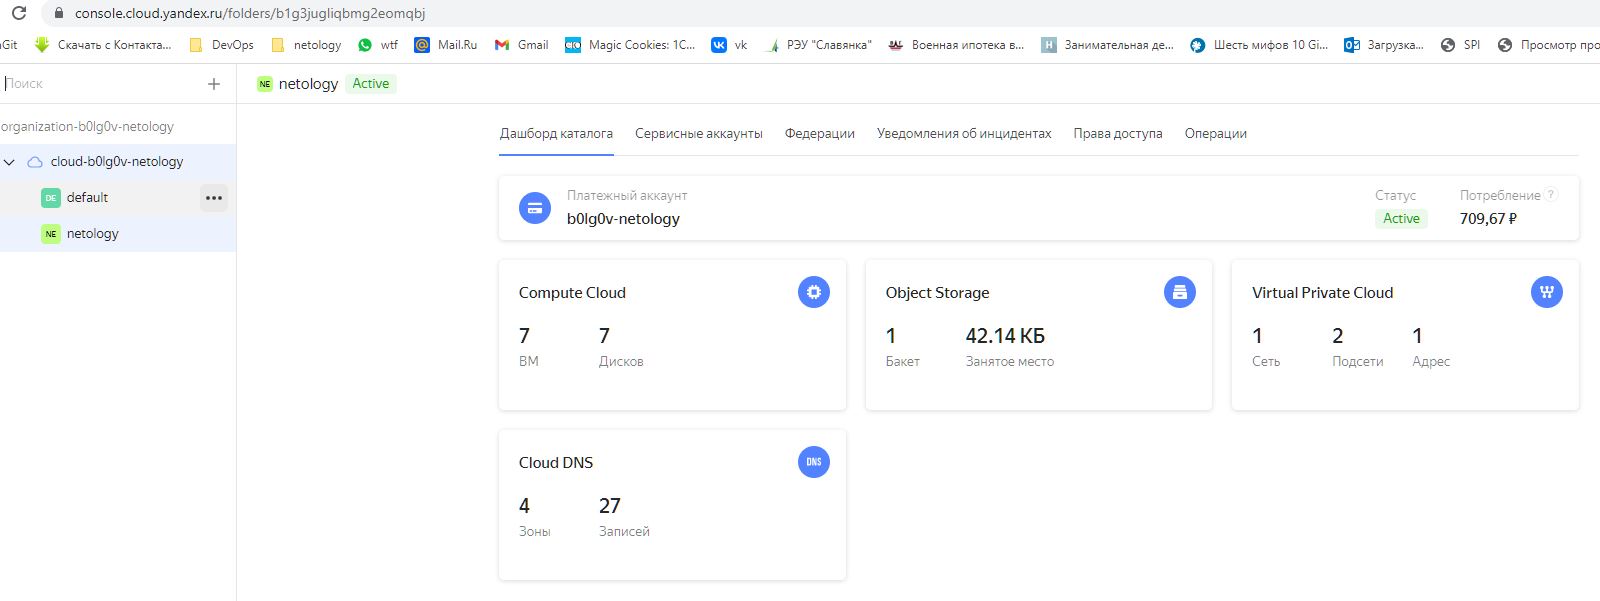 console.cloud.yandex.ru/folders/b1g3jugliqbmg2eomqbj
Git Скачать с Контакта... DevOps netology wtf Mail.Ru Gmail Magic Cookies: 1С... vk РЭУ "Славянка" Военная ипотека в... Занимательная де... Шесть мифов 10 Gi... Загрузка... SPI Просмотр про
Поиск + NE netology Active
organization-b0lg0v-netology
cloud-b0lg0v-netology
DE default •••
NE netology
Дашборд каталога Сервисные аккаунты Федерации Уведомления об инцидентах Права доступа Операции
Платежный аккаунт Статус Потребление ?
b0lg0v-netology Active 709,67 ₽
Compute Cloud Object Storage Virtual Private Cloud
7 7 1 42.14 КБ 1 2 1
ВМ Дисков Бакет Занятое место Сеть Подсети Адрес
Cloud DNS DNS
4 27
Зоны Записей